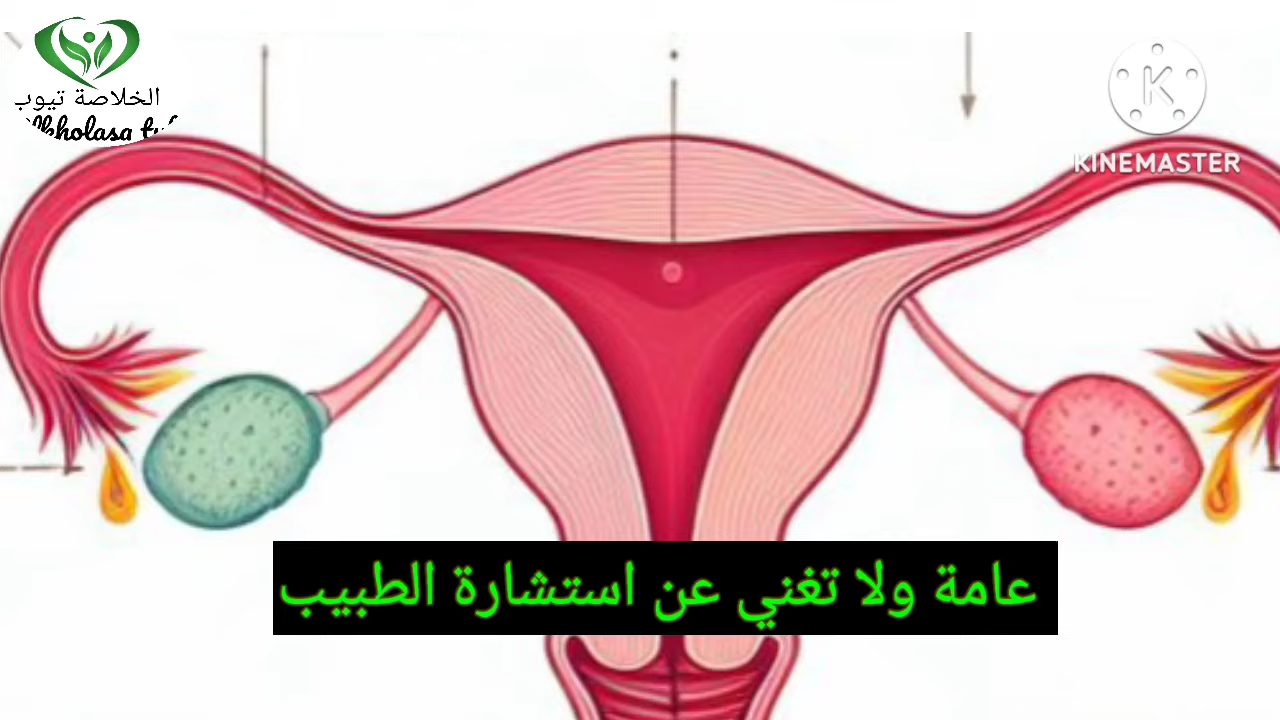 الخلاصة تيوب
KINEMASTER
عامة ولا تغني عن استشارة الطبيب